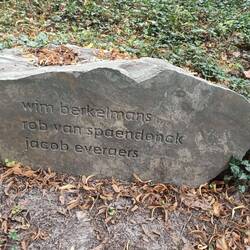 wim berkelmans
rob van spaendonck
jacob everaers